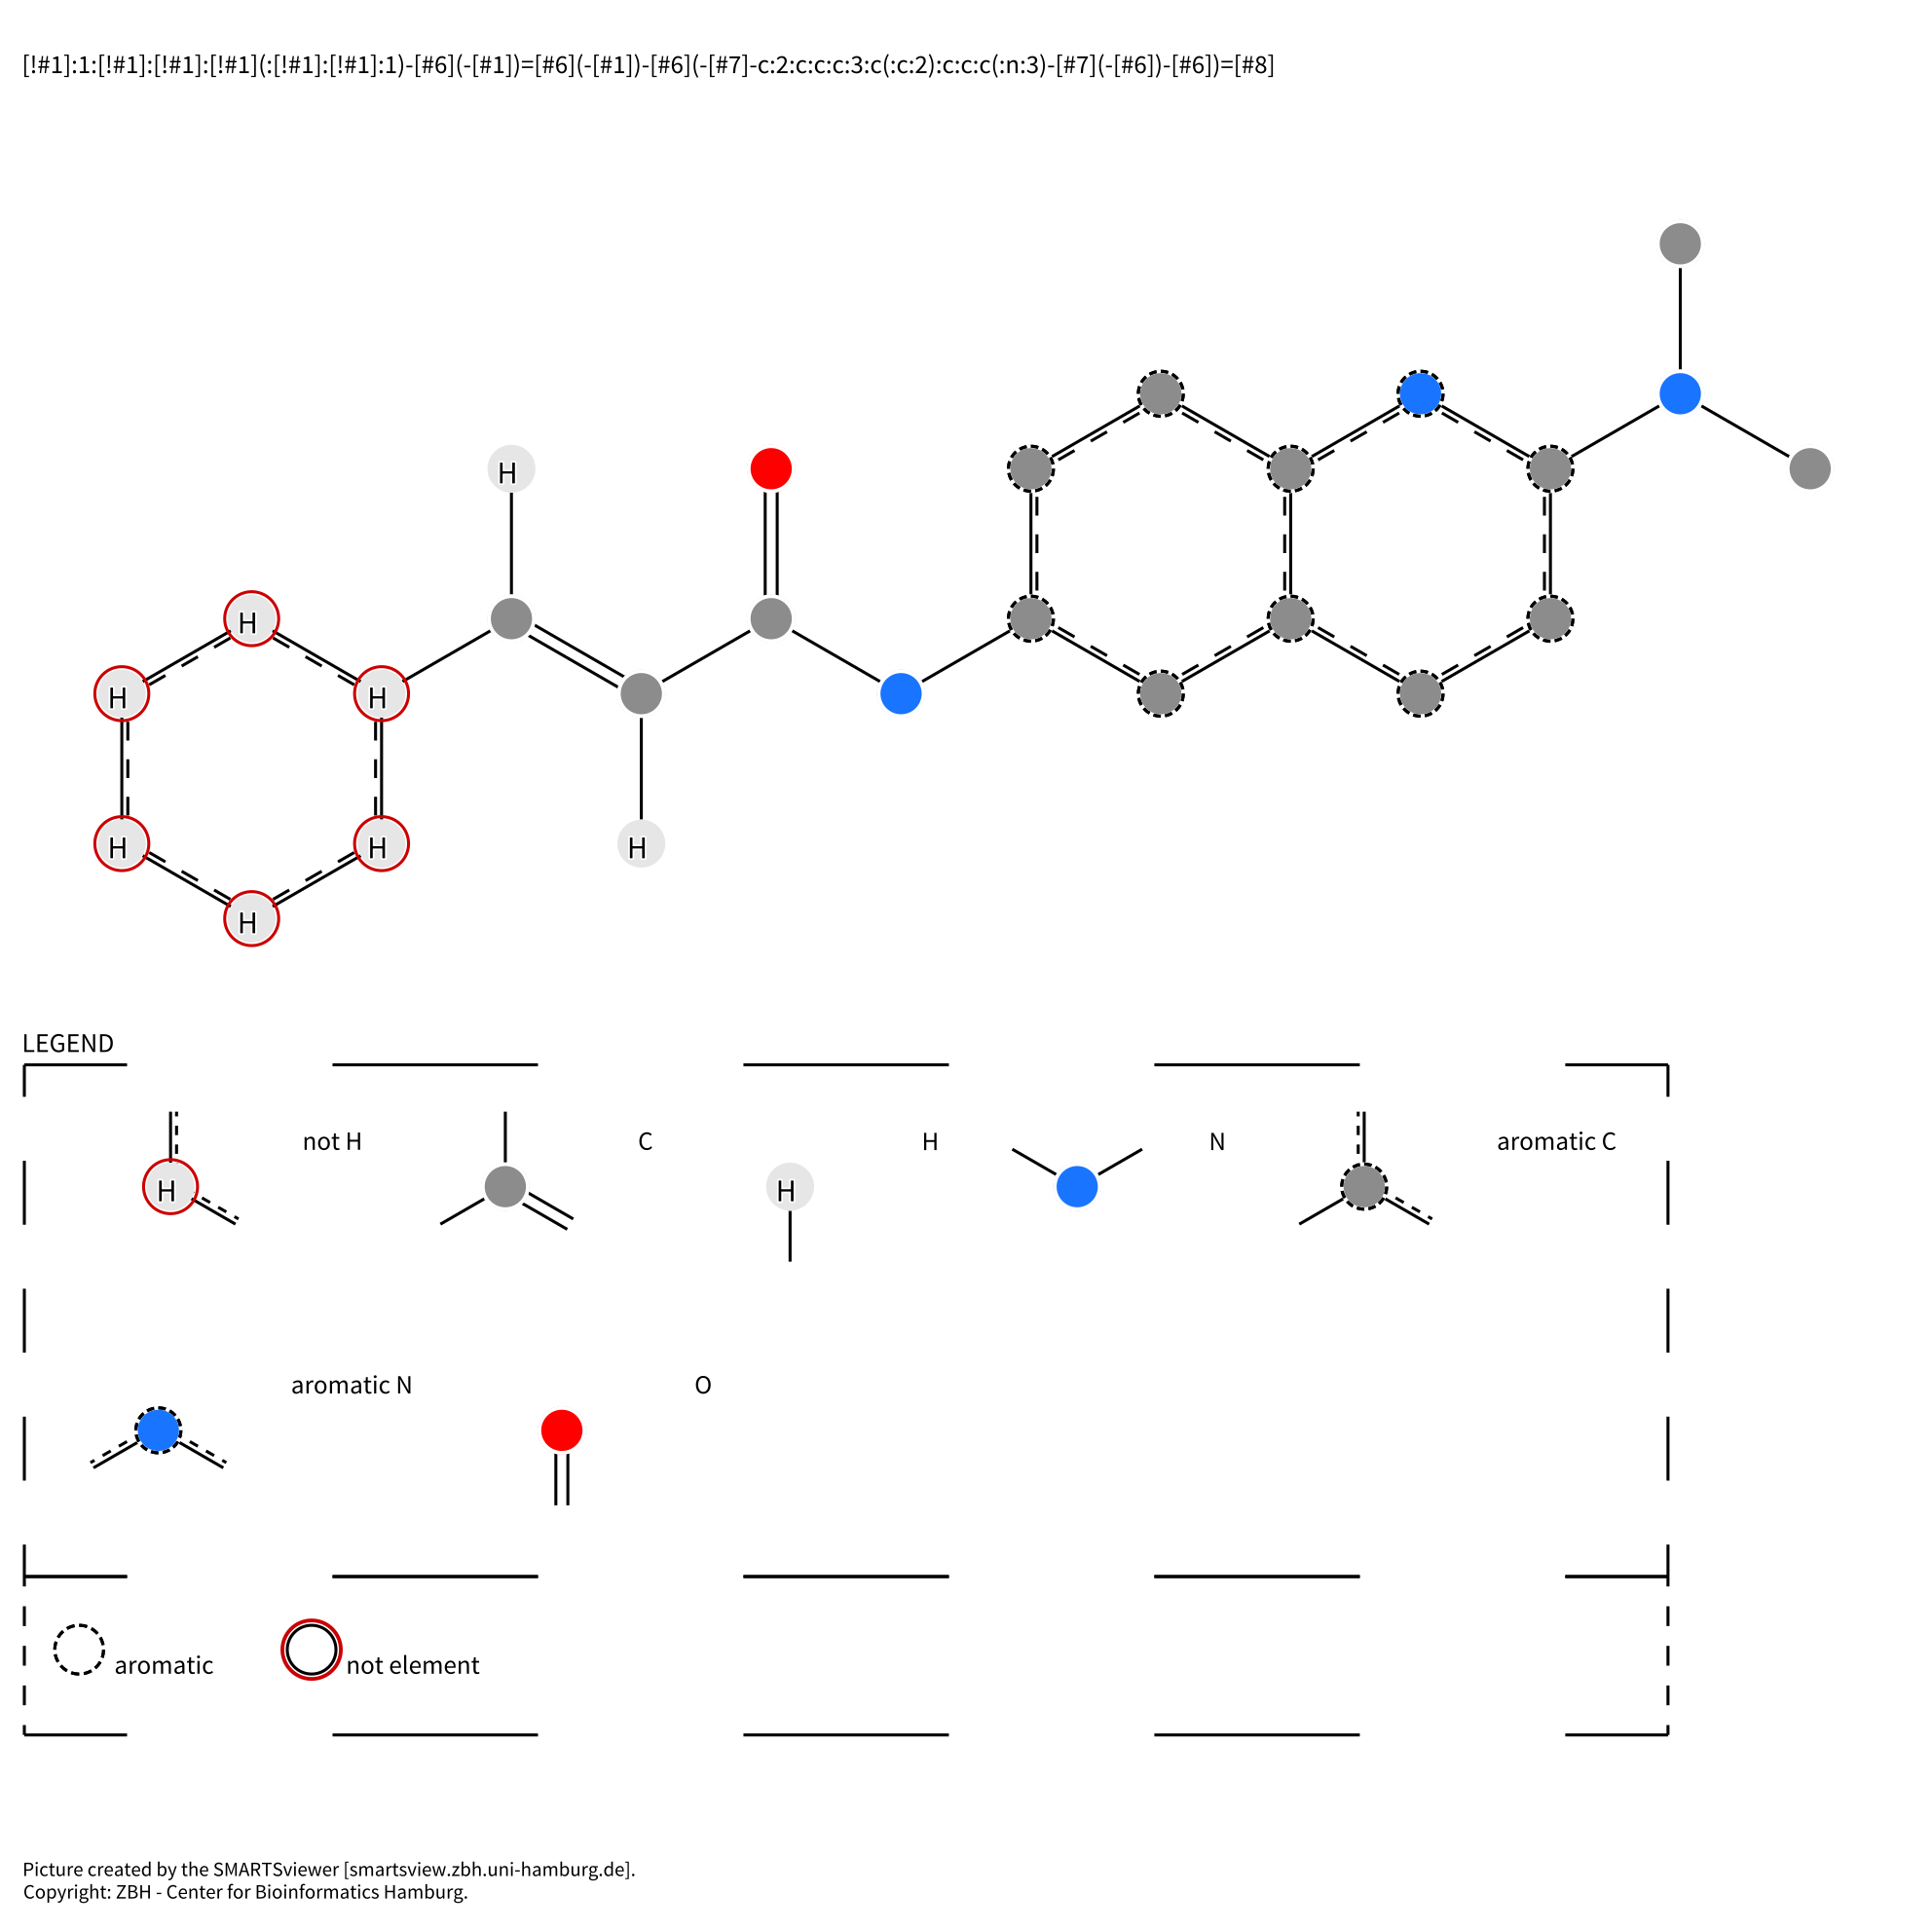 [!#1]:1:[!#1]:[!#1]:[!#1](:[!#1]:[!#1]:1)-[#6](-[#1])=[#6](-[#1])-[#6](-[#7]-c:2:c:c:c:3:c(:c:2):c:c:c(:n:3)-[#7](-[#6])-[#6])=[#8]
H
H
H
H
H
H
H
H
LEGEND
not H C H N aromatic C
H H
aromatic N O
aromatic not element
Picture created by the SMARTSviewer [smartsview.zbh.uni-hamburg.de].
Copyright: ZBH - Center for Bioinformatics Hamburg.